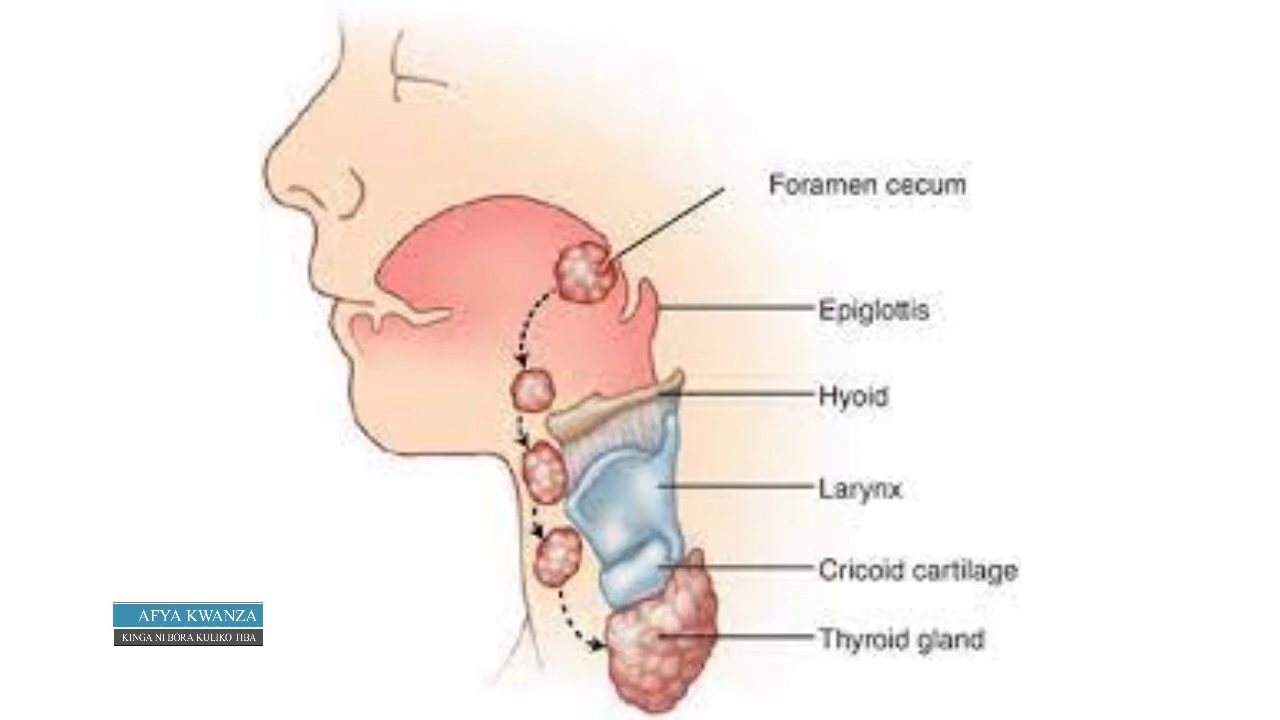 Foramen cecum
Epiglottis
Hyoid
Larynx
Cricoid cartilage
Thyroid gland
AFYA KWANZA
KINGA NI BORA KULIKO TIBA